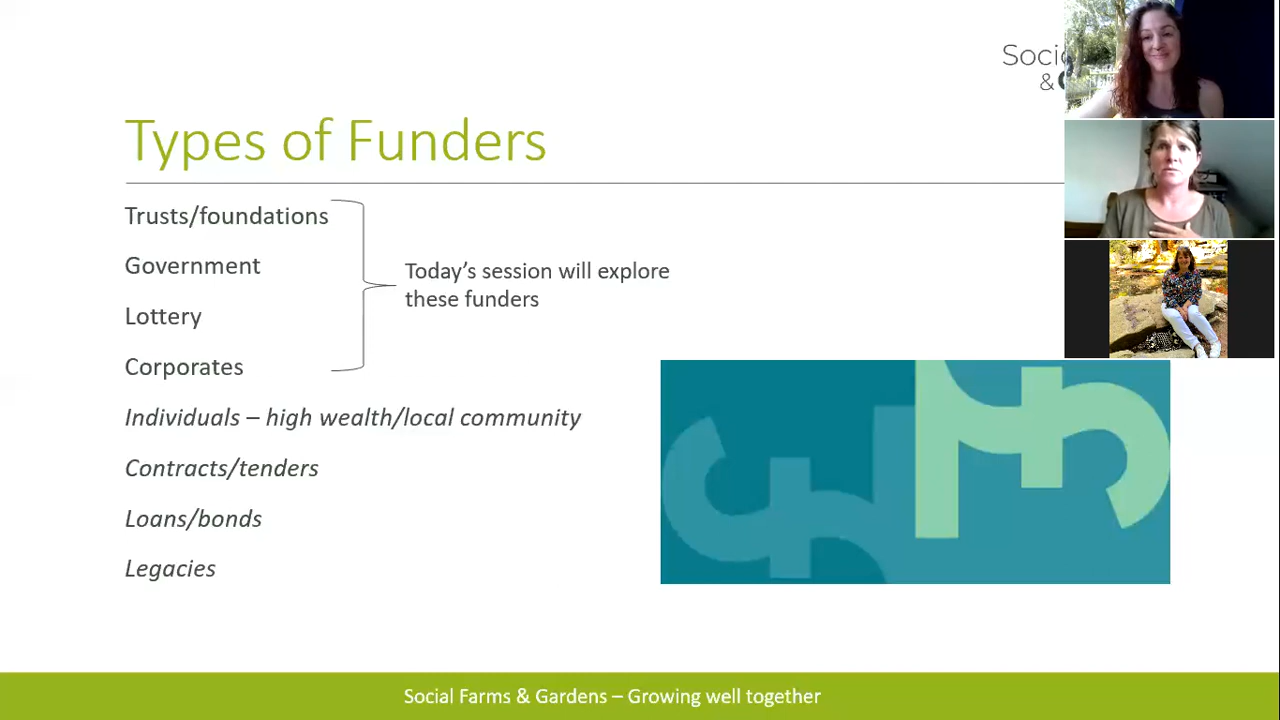 Soci
&
Types of Funders
Trusts/foundations
Government
Today's session will explore
these funders
Lottery
Corporates
Individuals – high wealth/local community
Contracts/tenders
Loans/bonds
Legacies
Social Farms & Gardens – Growing well together